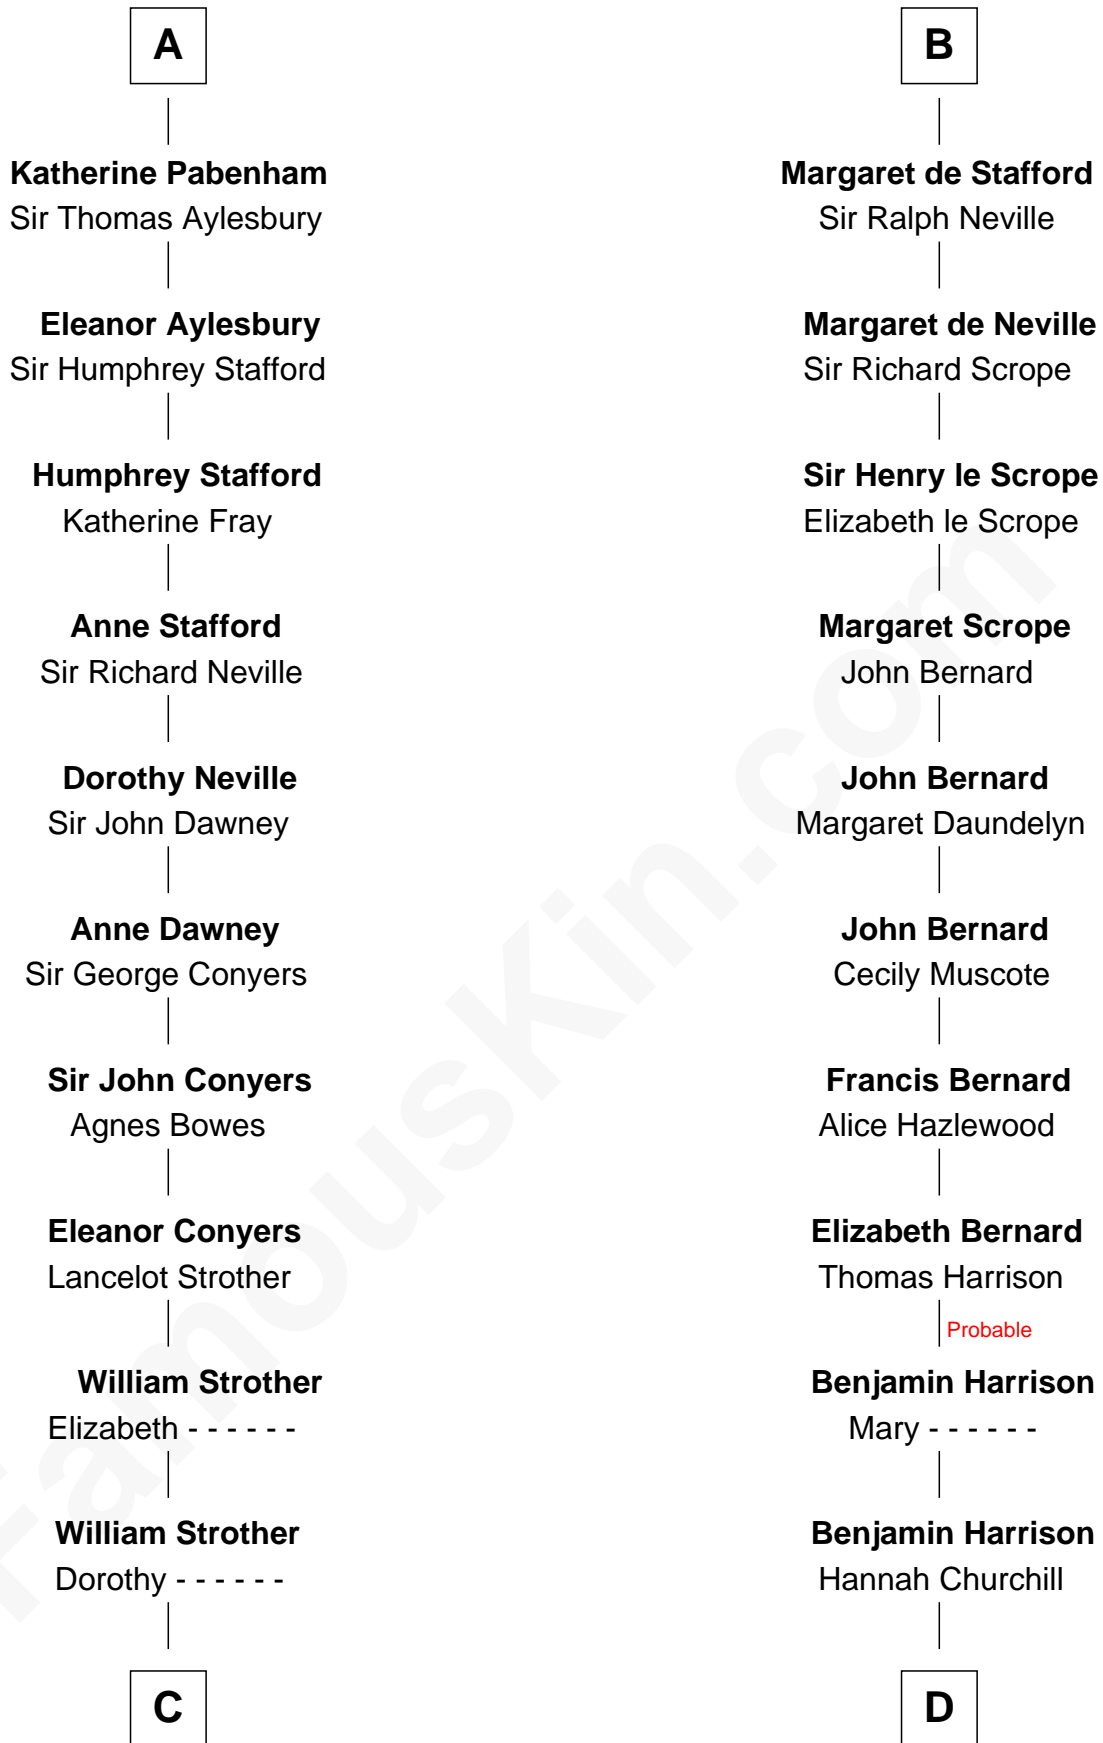 A
Katherine Pabenham
Sir Thomas Aylesbury
Eleanor Aylesbury
Sir Humphrey Stafford
Humphrey Stafford
Katherine Fray
Anne Stafford
Sir Richard Neville
Dorothy Neville
Sir John Dawney
Anne Dawney
Sir George Conyers
Sir John Conyers
Agnes Bowes
Eleanor Conyers
Lancelot Strother
William Strother
Elizabeth - - - - - -
William Strother
Dorothy - - - - - -
C
B
Margaret de Stafford
Sir Ralph Neville
Margaret de Neville
Sir Richard Scrope
Sir Henry le Scrope
Elizabeth le Scrope
Margaret Scrope
John Bernard
John Bernard
Margaret Daundelyn
John Bernard
Cecily Muscote
Francis Bernard
Alice Hazlewood
Elizabeth Bernard
Thomas Harrison
Probable
Benjamin Harrison
Mary - - - - - -
Benjamin Harrison
Hannah Churchill
D
FamousKin.com